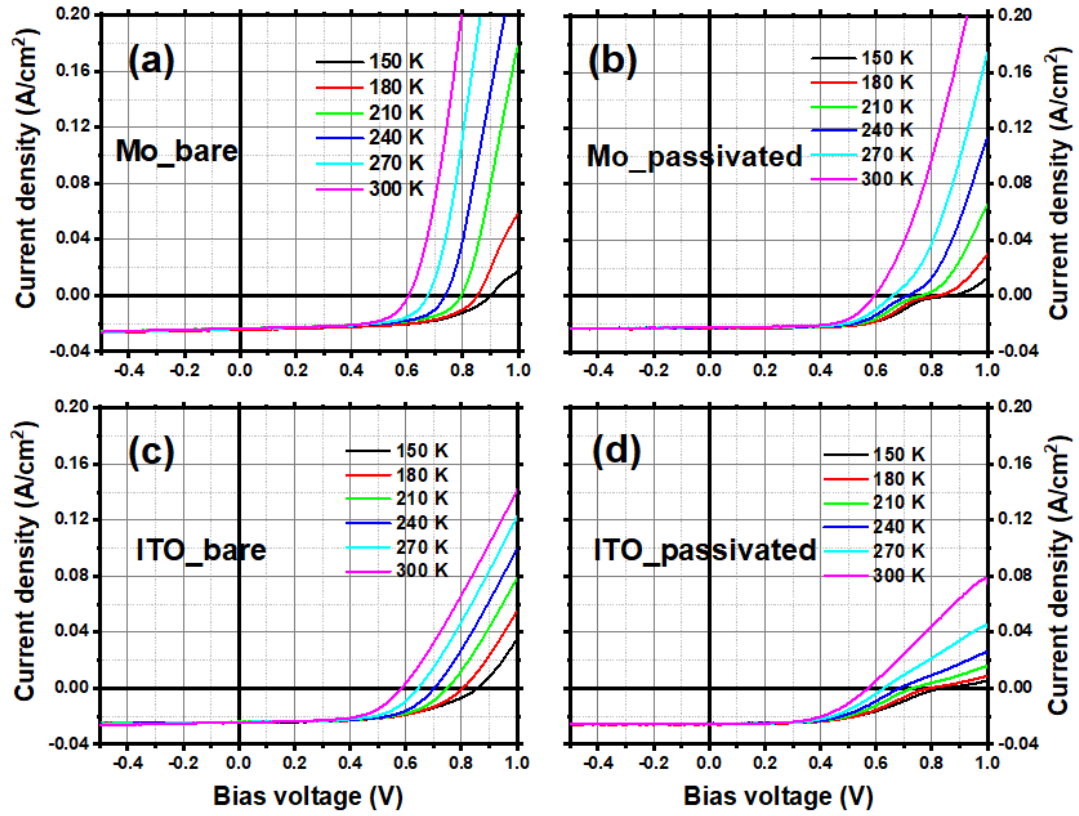 (a)
Mo_bare
150 K
180 K
210 K
240 K
270 K
300 K
0.20
0.16
0.12
0.08
0.04
0.00
-0.04
-0.4 -0.2 0.0 0.2 0.4 0.6 0.8 1.0
Current density (A/cm²)
(b)
Mo_passivated
150 K
180 K
210 K
240 K
270 K
300 K
0.20
0.16
0.12
0.08
0.04
0.00
-0.04
-0.4 -0.2 0.0 0.2 0.4 0.6 0.8 1.0
Current density (A/cm²)
(c)
ITO_bare
150 K
180 K
210 K
240 K
270 K
300 K
0.20
0.16
0.12
0.08
0.04
0.00
-0.04
-0.4 -0.2 0.0 0.2 0.4 0.6 0.8 1.0
Current density (A/cm²)
Bias voltage (V)
(d)
ITO_passivated
150 K
180 K
210 K
240 K
270 K
300 K
0.20
0.16
0.12
0.08
0.04
0.00
-0.04
-0.4 -0.2 0.0 0.2 0.4 0.6 0.8 1.0
Current density (A/cm²)
Bias voltage (V)